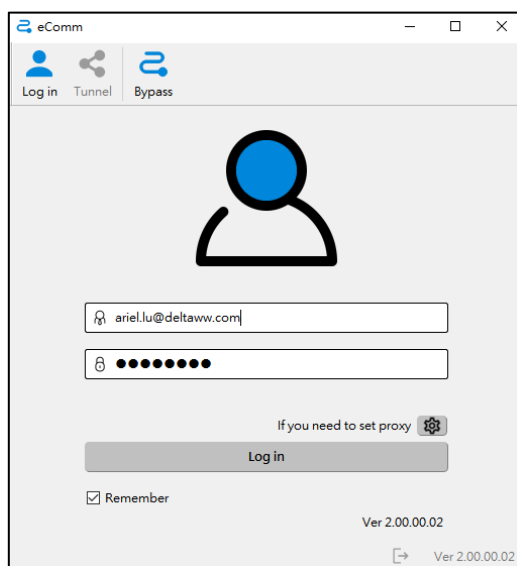 eComm
Log in Tunnel Bypass
ariel.lu@deltaww.com
If you need to set proxy
Log in
Remember
Ver 2.00.00.02
Ver 2.00.00.02